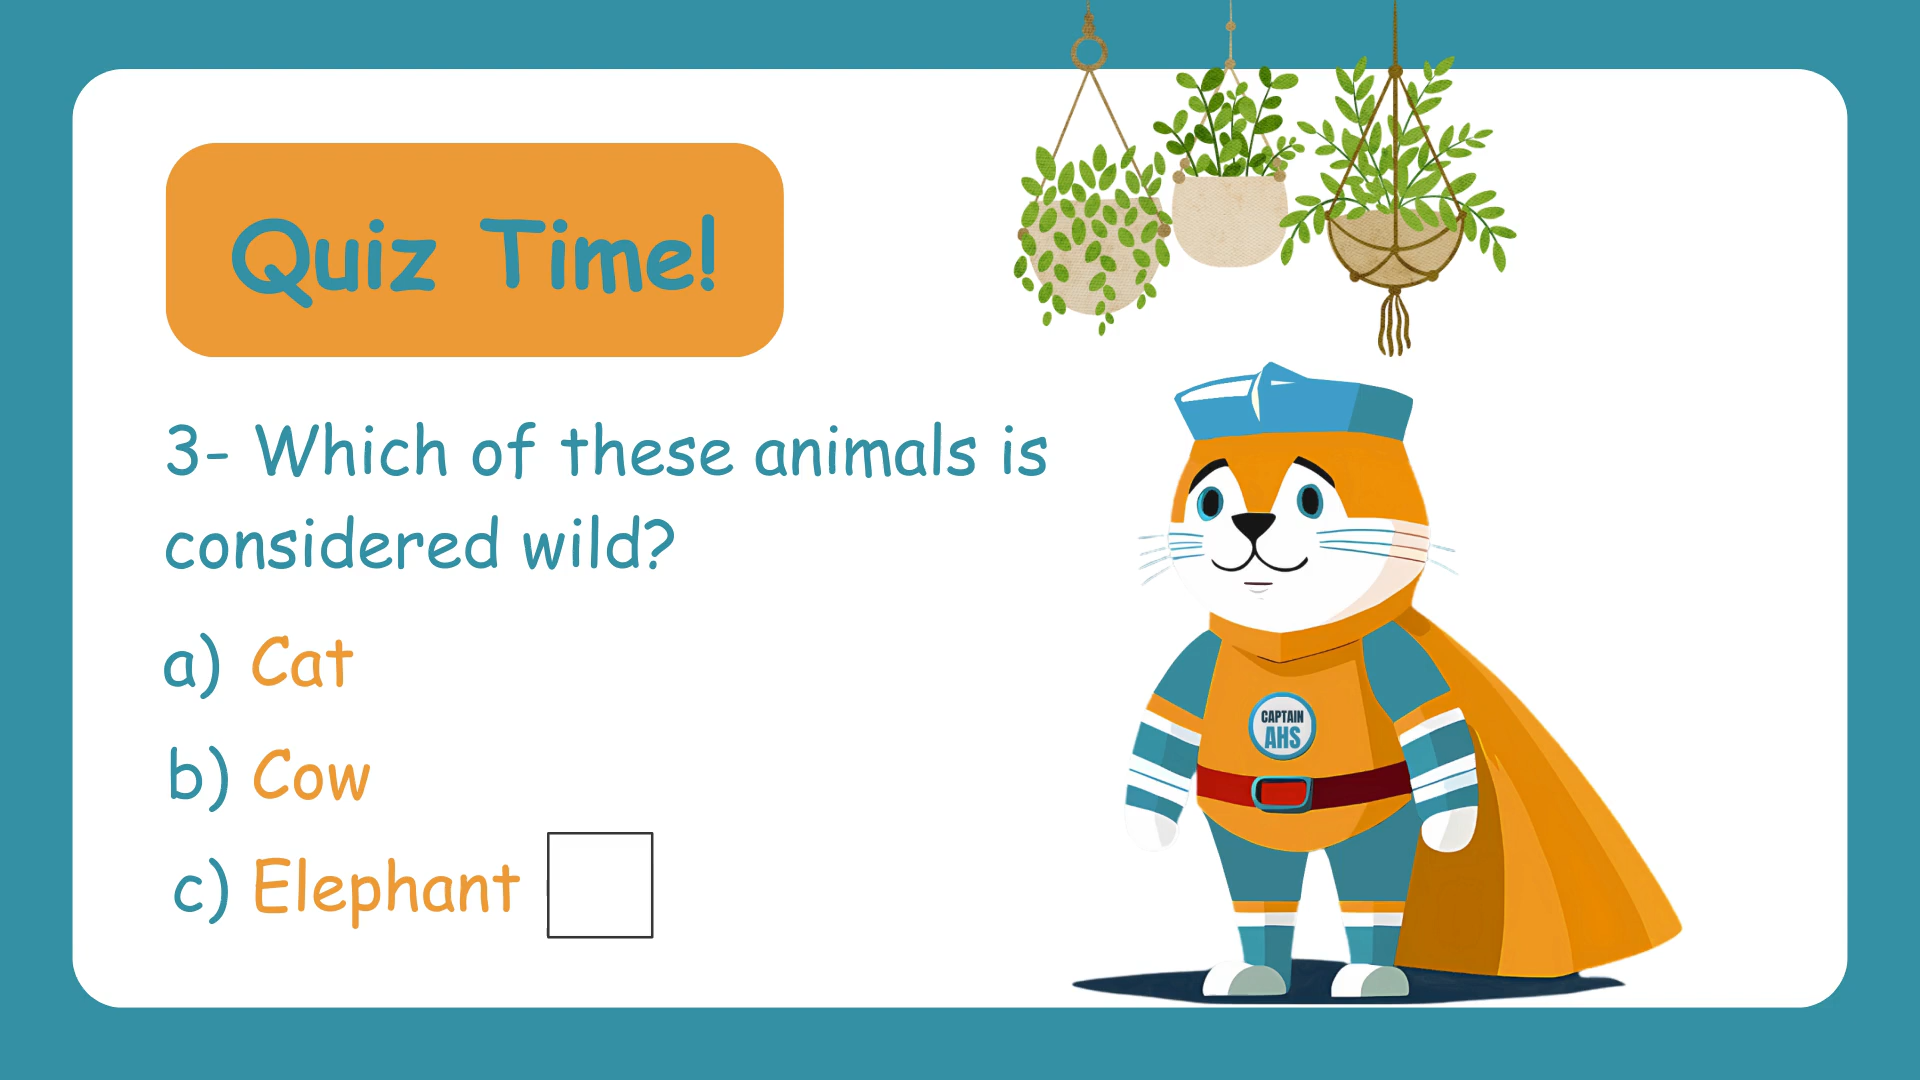 Quiz Time!
3- Which of these animals is
considered wild?
a) Cat
b) Cow
c) Elephant
CAPTAIN
AHS